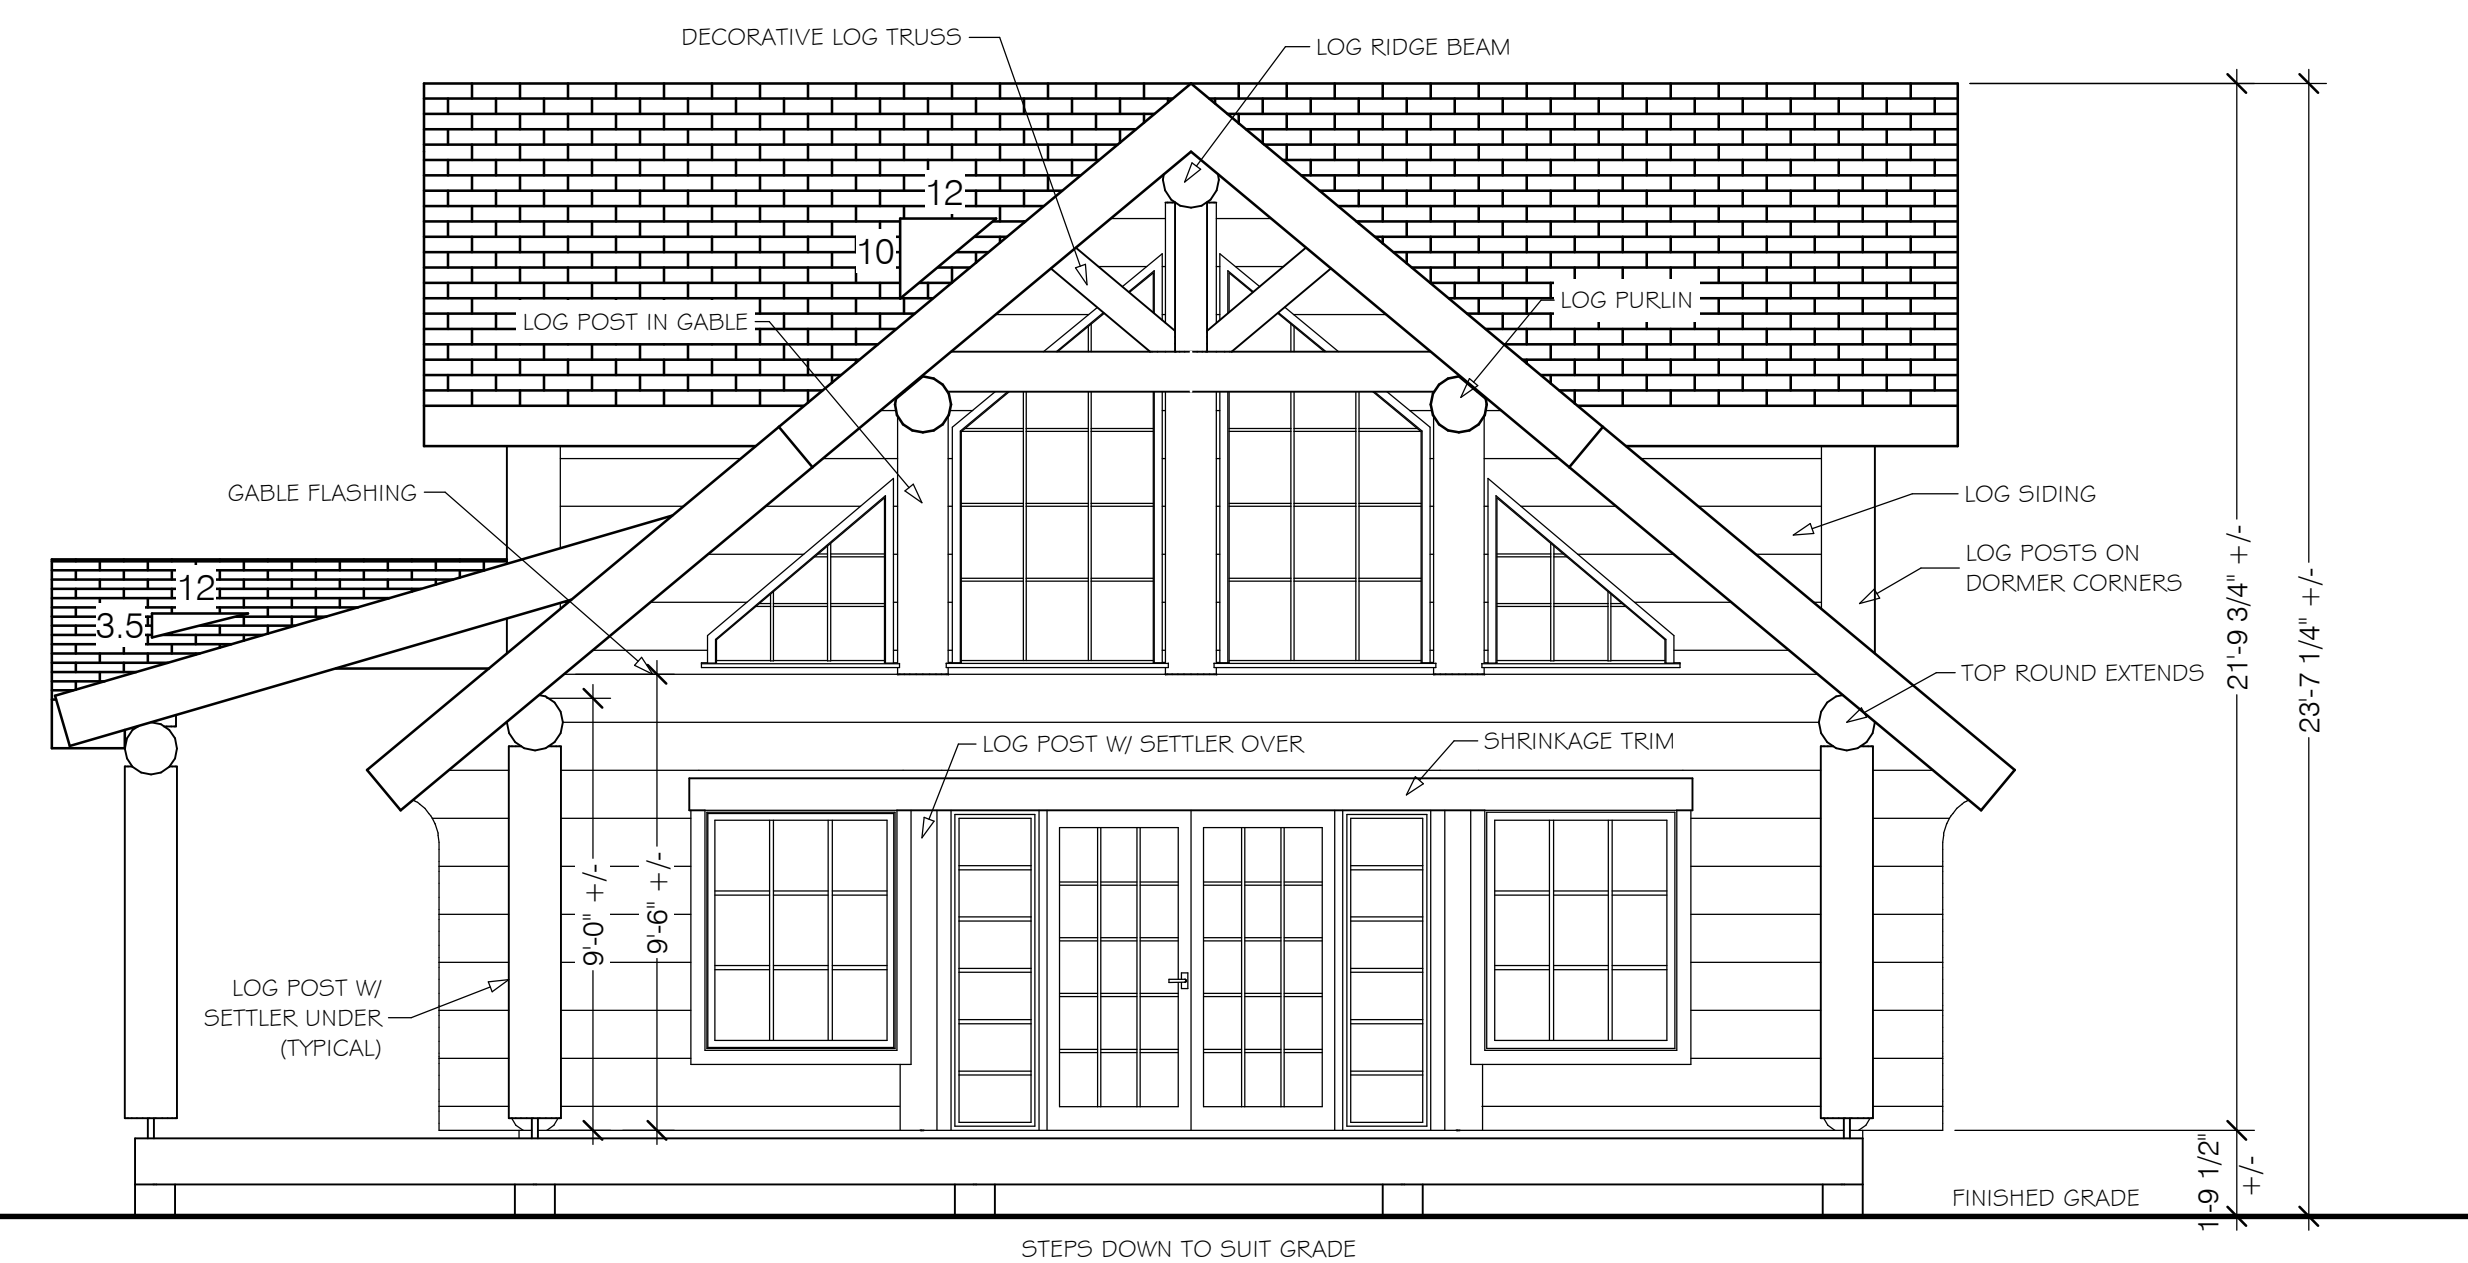 DECORATIVE LOG TRUSS
LOG RIDGE BEAM
12
10
LOG POST IN GABLE
LOG PURLIN
GABLE FLASHING
LOG SIDING
LOG POSTS ON
DORMER CORNERS
12
3.5
21'-9 3/4" +/-
23'-7 1/4" +/-
TOP ROUND EXTENDS
LOG POST W/ SETTLER OVER
SHRINKAGE TRIM
9'-0" +/-
9'-6" +/-
LOG POST W/
SETTLER UNDER
(TYPICAL)
1'-9 1/2"
+/-
FINISHED GRADE
STEPS DOWN TO SUIT GRADE